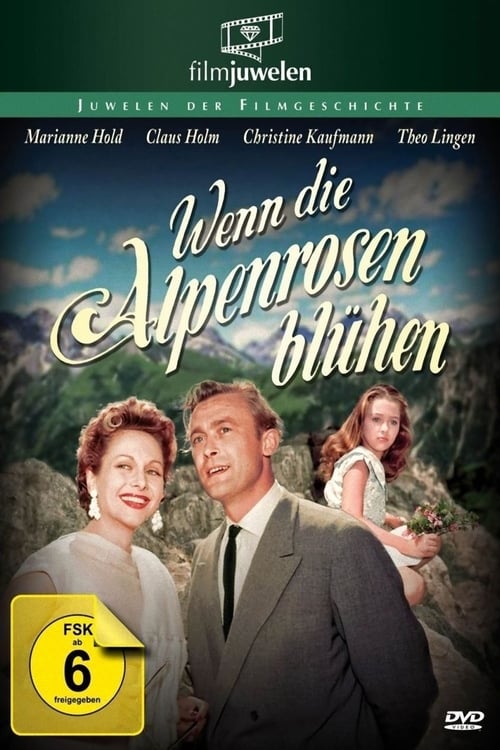 filmjuwelen
JUWELEN DER FILMGESCHICHTE
Marianne Hold Claus Holm Christine Kaufmann Theo Lingen
Wenn die
Alpenrosen
blühen
FSK
ab
6
freigegeben
DVD
VIDEO